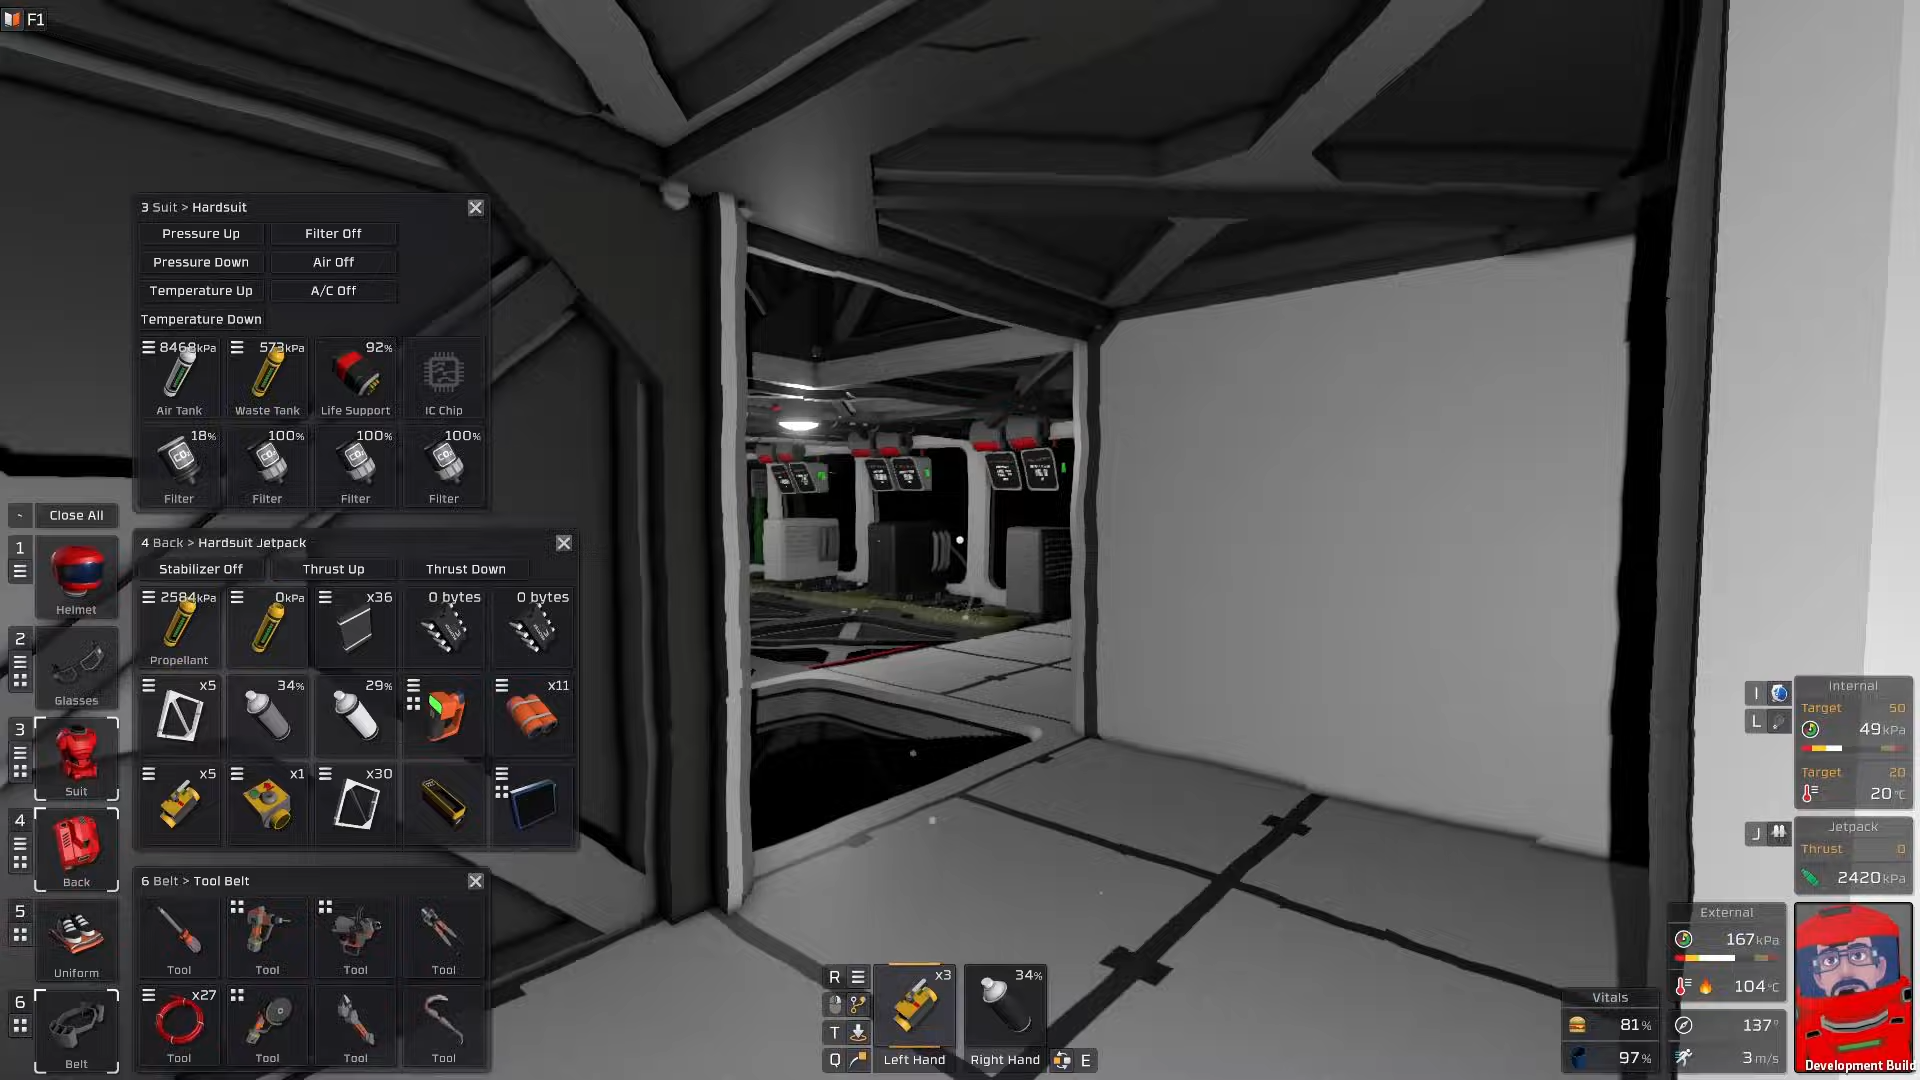 F1
3 Suit > Hardsuit
Pressure Up
Filter Off
Pressure Down
Air Off
Temperature Up
A/C Off
Temperature Down
8468kPa
573kPa
92%
Air Tank
Waste Tank
Life Support
IC Chip
18%
100%
100%
100%
Filter
Filter
Filter
Filter
~
Close All
4 Back > Hardsuit Jetpack
Stabilizer Off
Thrust Up
Thrust Down
2584kPa
0kPa
x36
0 bytes
0 bytes
Propellant
x5
34%
29%
x11
x5
x1
x30
6 Belt > Tool Belt
Tool
Tool
Tool
Tool
x27
Tool
Tool
Tool
Tool
1
Helmet
2
Glasses
3
Suit
4
Back
5
Uniform
6
Belt
R
x3
34%
T
Q
Left Hand
Right Hand
E
I
L
Internal
Target 50
49kPa
Target 20
20°C
J
Jetpack
Thrust 0
2420kPa
External
167kPa
104°C
Vitals
81%
97%
137°
3m/s
Development Build